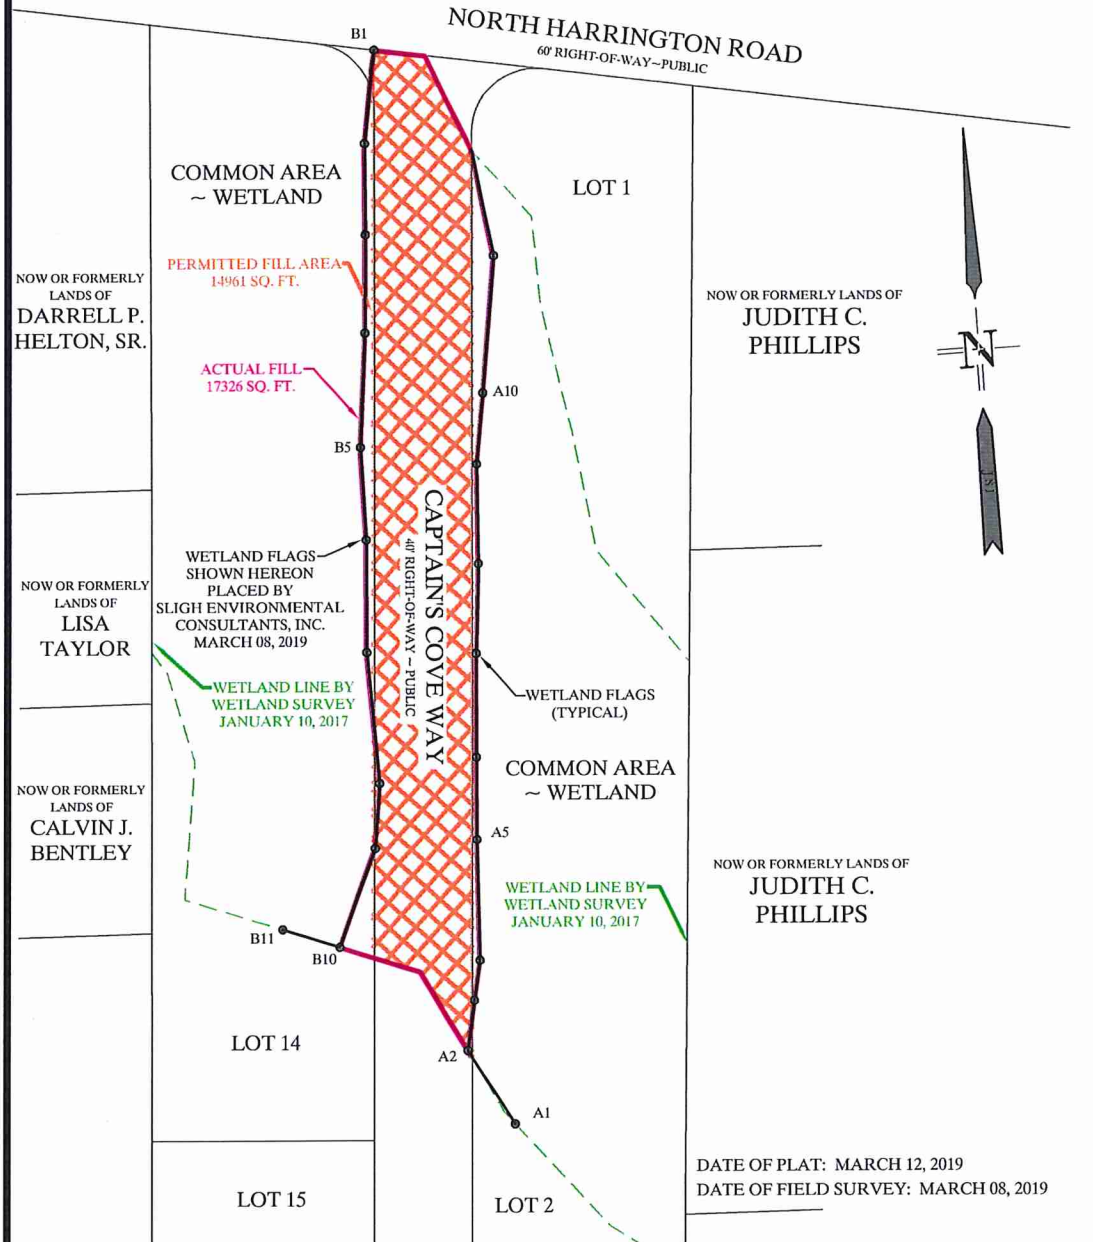 NORTH HARRINGTON ROAD
60' RIGHT-OF-WAY~PUBLIC
B1
COMMON AREA
~ WETLAND
LOT 1
PERMITTED FILL AREA
14961 SQ. FT.
NOW OR FORMERLY
LANDS OF
DARRELL P.
HELTON, SR.
NOW OR FORMERLY LANDS OF
JUDITH C.
PHILLIPS
N
ACTUAL FILL
17326 SQ. FT.
A10
B5
CAPTAIN'S COVE WAY
40' RIGHT-OF-WAY ~ PUBLIC
WETLAND FLAGS
SHOWN HEREON
PLACED BY
SLIGH ENVIRONMENTAL
CONSULTANTS, INC.
MARCH 08, 2019
NOW OR FORMERLY
LANDS OF
LISA
TAYLOR
WETLAND LINE BY
WETLAND SURVEY
JANUARY 10, 2017
WETLAND FLAGS
(TYPICAL)
COMMON AREA
~ WETLAND
NOW OR FORMERLY
LANDS OF
CALVIN J.
BENTLEY
A5
WETLAND LINE BY
WETLAND SURVEY
JANUARY 10, 2017
NOW OR FORMERLY LANDS OF
JUDITH C.
PHILLIPS
B11
B10
LOT 14
A2
A1
DATE OF PLAT: MARCH 12, 2019
DATE OF FIELD SURVEY: MARCH 08, 2019
LOT 15
LOT 2